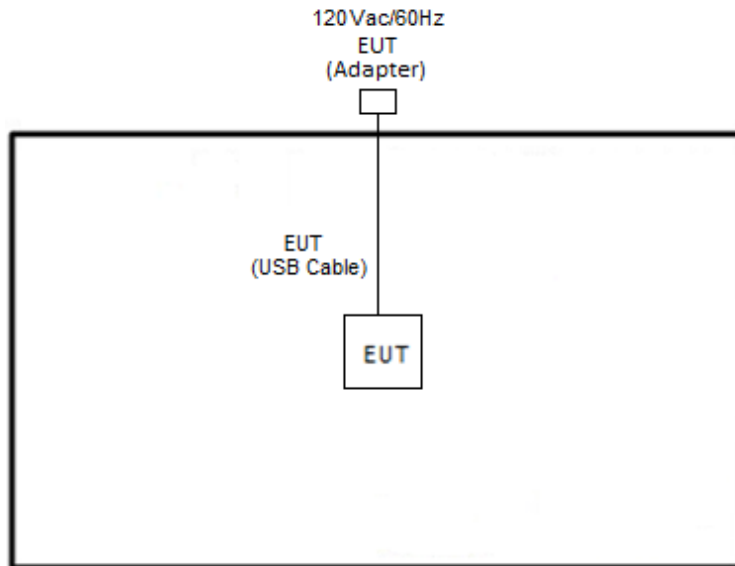 120Vac/60Hz
EUT
(Adapter)
EUT
(USB Cable)
EUT